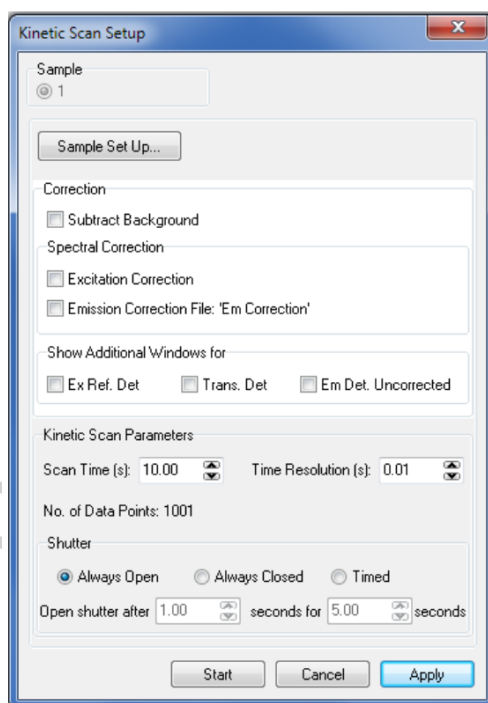 Kinetic Scan Setup
Sample
1
Sample Set Up...
Correction
Subtract Background
Spectral Correction
Excitation Correction
Emission Correction File: 'Em Correction'
Show Additional Windows for
Ex Ref. Det Trans. Det Em Det. Uncorrected
Kinetic Scan Parameters
Scan Time (s): 10.00 Time Resolution (s): 0.01
No. of Data Points: 1001
Shutter
Always Open Always Closed Timed
Open shutter after 1.00 seconds for 5.00 seconds
Start Cancel Apply